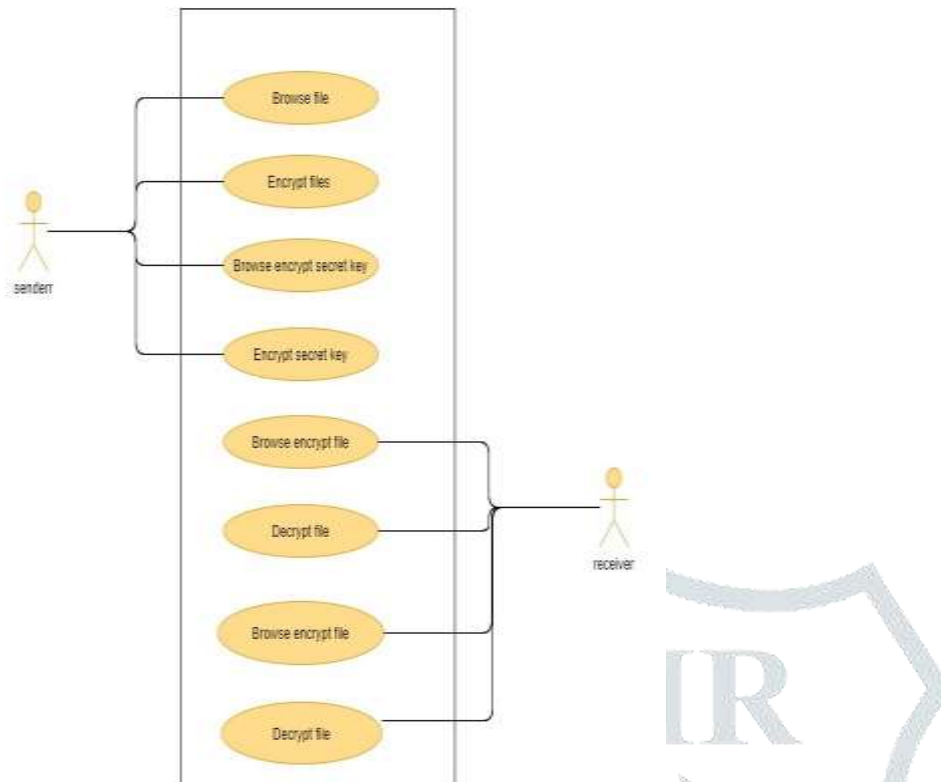 Browse file
Encrypt files
senderr
Browse encrypt secret key
Encrypt secret key
Browse encrypt file
Decrypt file
receiver
Browse encrypt file
IR
Decrypt file